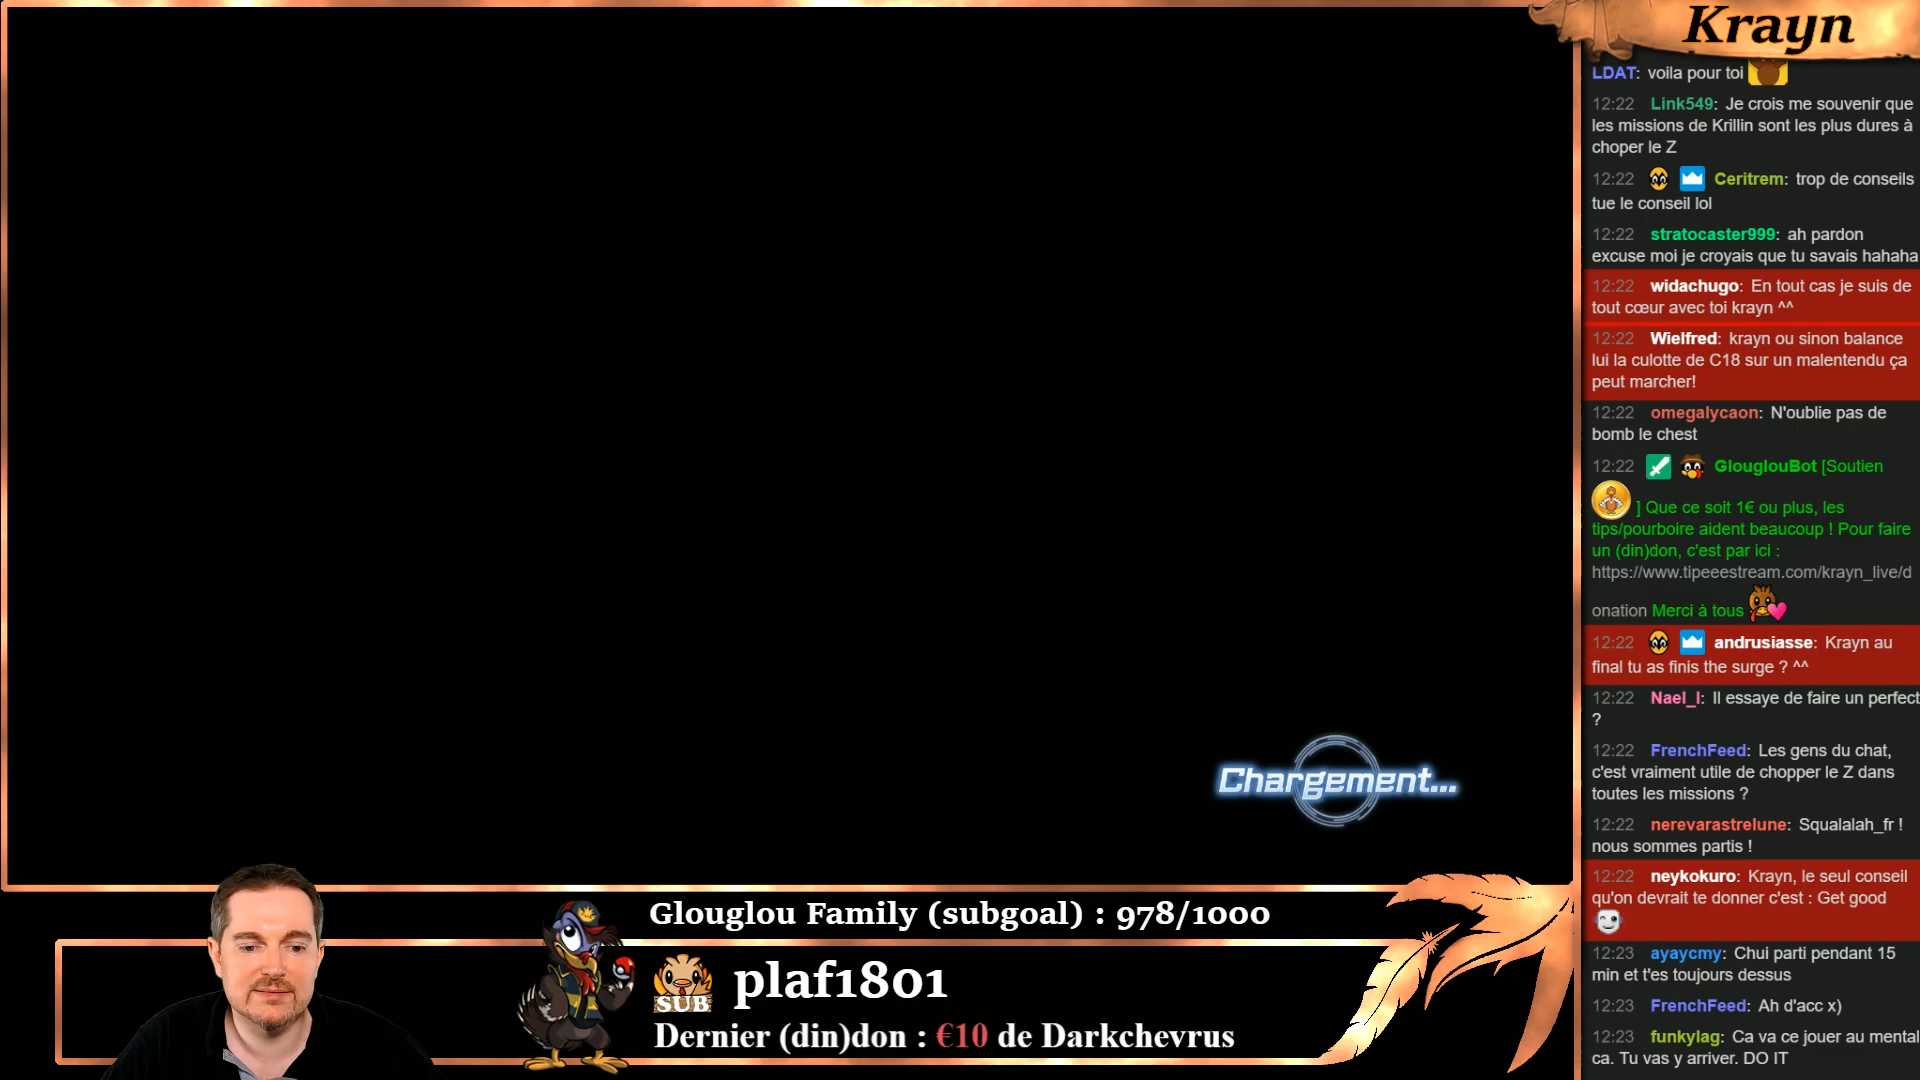 Krayn
LDAT: voila pour toi
12:22 Link549: Je crois me souvenir que
les missions de Krillin sont les plus dures à
choper le Z
12:22 Ceritrem: trop de conseils
tue le conseil lol
12:22 stratocaster999: ah pardon
excuse moi je croyais que tu savais hahaha
12:22 widachugo: En tout cas je suis de
tout cœur avec toi krayn ^^
12:22 Wielfred: krayn ou sinon balance
lui la culotte de C18 sur un malentendu ça
peut marcher!
12:22 omegalycaon: N'oublie pas de
bomb le chest
12:22 GlouglouBot [Soutien
] Que ce soit 1€ ou plus, les
tips/pourboire aident beaucoup ! Pour faire
un (din)don, c'est par ici :
https://www.tipeeestream.com/krayn_live/d
onation Merci à tous
12:22 andrusiasse: Krayn au
final tu as finis the surge ? ^^
12:22 Nael_I: Il essaye de faire un perfect
?
12:22 FrenchFeed: Les gens du chat,
c'est vraiment utile de chopper le Z dans
toutes les missions ?
12:22 nerevarastrelune: Squalalah_fr !
nous sommes partis !
12:22 neykokuro: Krayn, le seul conseil
qu'on devrait te donner c'est : Get good
12:23 ayaycmy: Chui parti pendant 15
min et t'es toujours dessus
12:23 FrenchFeed: Ah d'acc x)
12:23 funkylag: Ca va ce jouer au mental
ca. Tu vas y arriver. DO IT
Chargement...
Glouglou Family (subgoal) : 978/1000
SUB plaf1801
Dernier (din)don : €10 de Darkchevrus